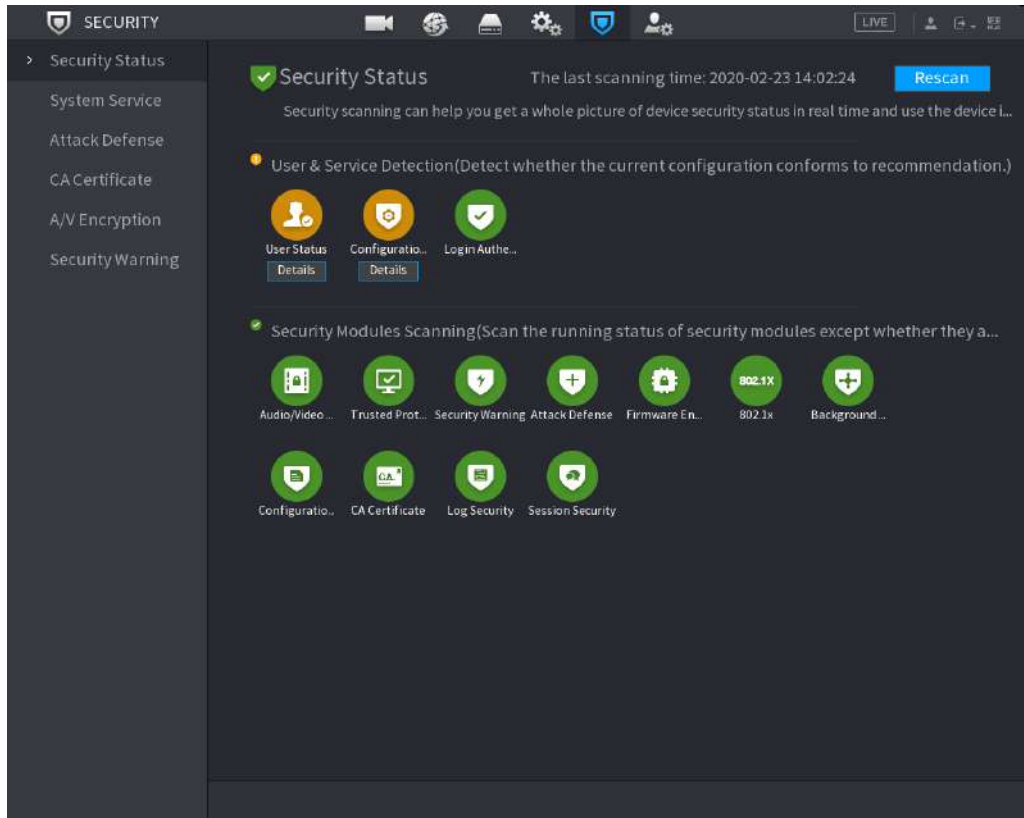 SECURITY
LIVE
Security Status
System Service
Attack Defense
CA Certificate
A/V Encryption
Security Warning
Security Status
The last scanning time: 2020-02-23 14:02:24
Rescan
Security scanning can help you get a whole picture of device security status in real time and use the device i...
User & Service Detection(Detect whether the current configuration conforms to recommendation.)
User Status
Configuratio...
Login Authe...
Details
Details
Security Modules Scanning(Scan the running status of security modules except whether they a...
802.1X
Audio/Video ...
Trusted Prot...
Security Warning
Attack Defense
Firmware En...
802.1x
Background...
CA
Configuratio..
CA Certificate
Log Security
Session Security